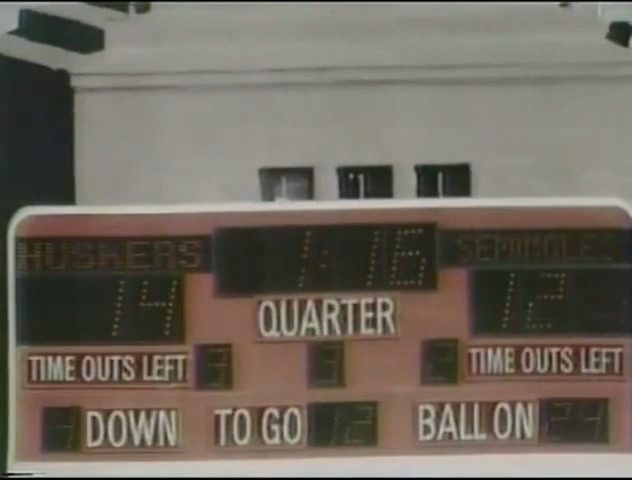 HUSKERS 1:16 SEMINOLES
14 QUARTER 12
TIME OUTS LEFT 3 3 2 TIME OUTS LEFT
DOWN TO GO 12 BALL ON 24